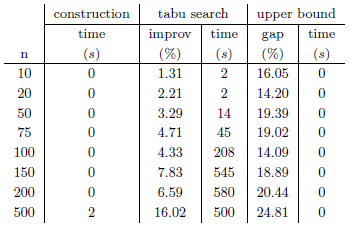 construction tabu search upper bound
time improv time gap time
n (s) (%) (s) (%) (s)
10 0 1.31 2 16.05 0
20 0 2.21 2 14.20 0
50 0 3.29 14 19.39 0
75 0 4.71 45 19.02 0
100 0 4.33 208 14.09 0
150 0 7.83 545 18.89 0
200 0 6.59 580 20.44 0
500 2 16.02 500 24.81 0